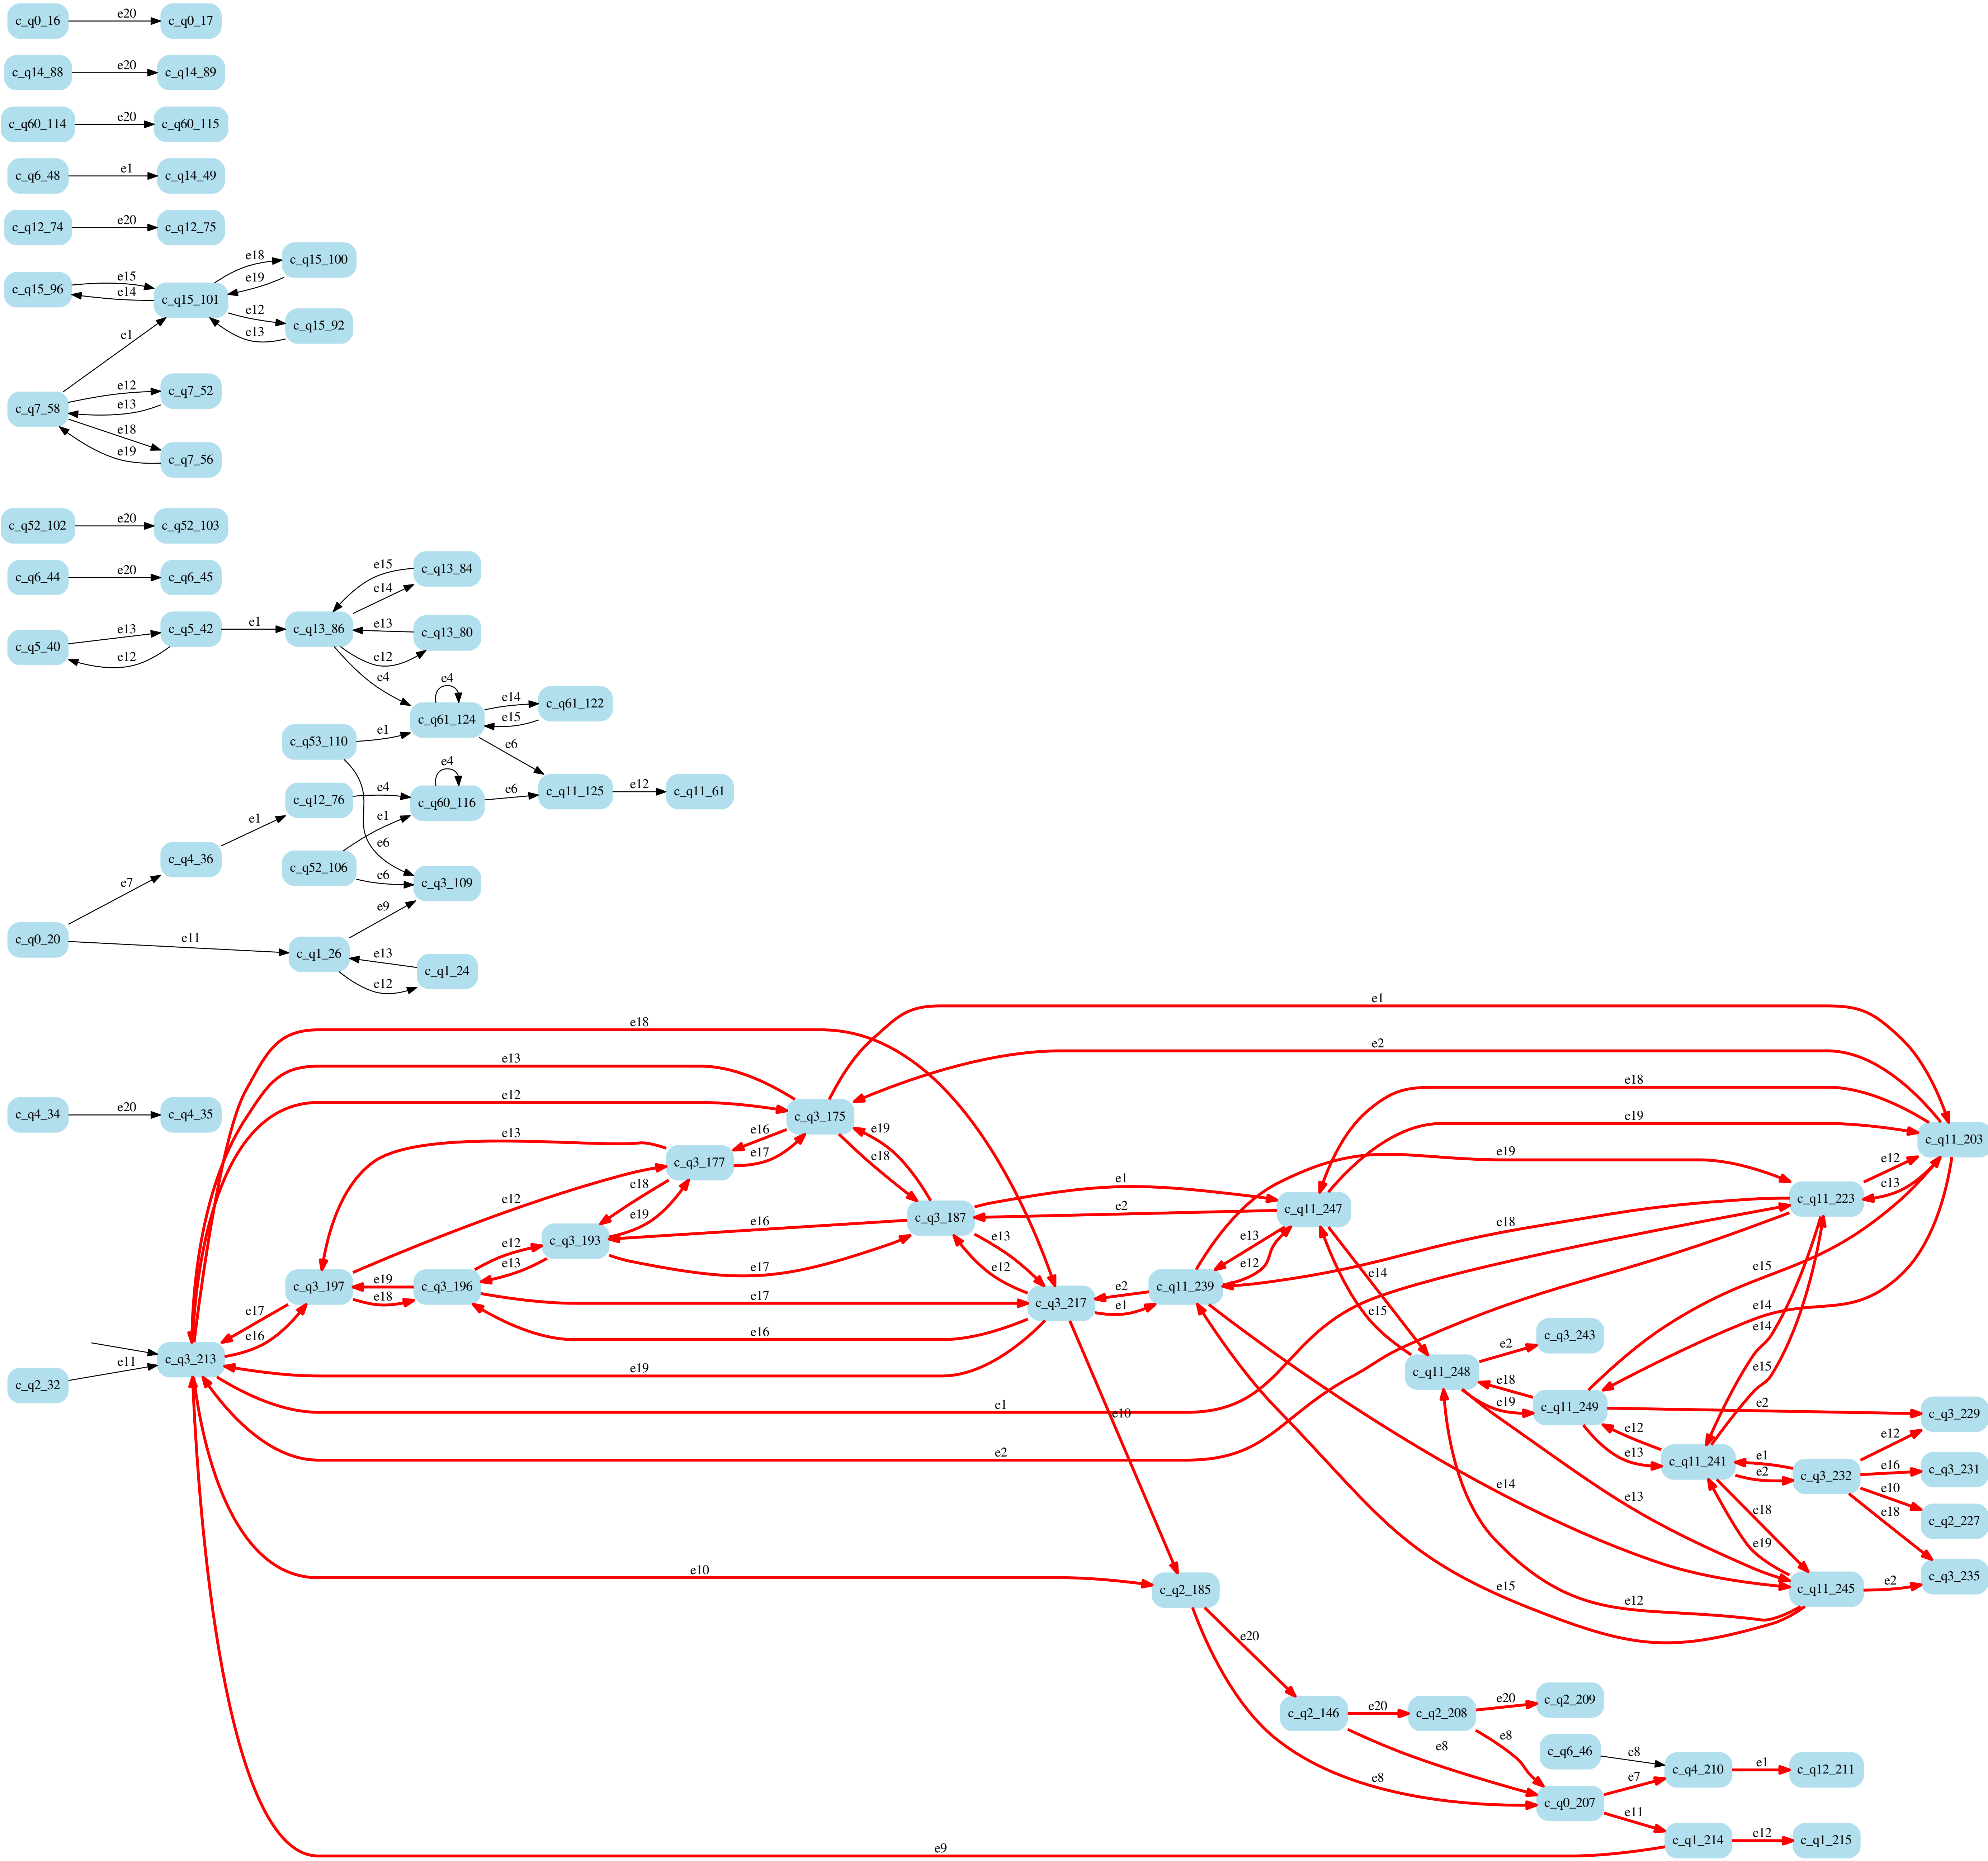 c_q0_16 e20 c_q0_17
c_q14_88 e20 c_q14_89
c_q60_114 e20 c_q60_115
c_q6_48 e1 c_q14_49
c_q12_74 e20 c_q12_75
c_q15_96 e15 e14 c_q15_101 e18 e19 c_q15_100
e12 e13 c_q15_92
e1
c_q7_58 e12 e13 c_q7_52
e18 e19 c_q7_56
c_q52_102 e20 c_q52_103
c_q6_44 e20 c_q6_45
c_q5_40 e13 e12 c_q5_42 e1 c_q13_86 e15 e14 c_q13_84
e13 e12 c_q13_80
e4 e4 c_q61_124 e14 e15 c_q61_122
c_q53_110 e1 e6
c_q12_76 e4 e4 c_q60_116 e6 c_q11_125 e12 c_q11_61
e1 c_q4_36
c_q52_106 e1 e6 e6 c_q3_109
e7
c_q0_20 e11 c_q1_26 e9
e13 e12 c_q1_24
c_q4_34 e20 c_q4_35
e18 e1
e13 e2
e12 c_q3_175 e18
e13 c_q3_177 e16 e17 e18 e19 e19 c_q11_203
e12 e18 e19 c_q3_187 e1 e2 c_q11_247 e19 c_q11_223 e12 e13
c_q3_193 e16 e17 e13 e12 e13 e12 e18
c_q3_197 e19 e18 c_q3_196 e12 e13 e17 e16 c_q3_217 e2 e1 c_q11_239 e14 e15 e15 e14 e14 e15
c_q2_32 e11 c_q3_213 e17 e16 e19 e10
c_q11_248 e2 c_q3_243
e1 e18 e19 c_q11_249 e2 c_q3_229
e2 e12 e13 c_q11_241 e1 e2 c_q3_232 e12 e16 c_q3_231
e10 c_q2_227
e14 e13 e18 e19 e18 c_q3_235
e10 c_q2_185 e15 e12 c_q11_245 e2
e20
c_q2_146 e20 c_q2_208 e20 c_q2_209
e8 e8 c_q6_46 e8 c_q4_210 e1 c_q12_211
e8 c_q0_207 e7 e11
e9 c_q1_214 e12 c_q1_215